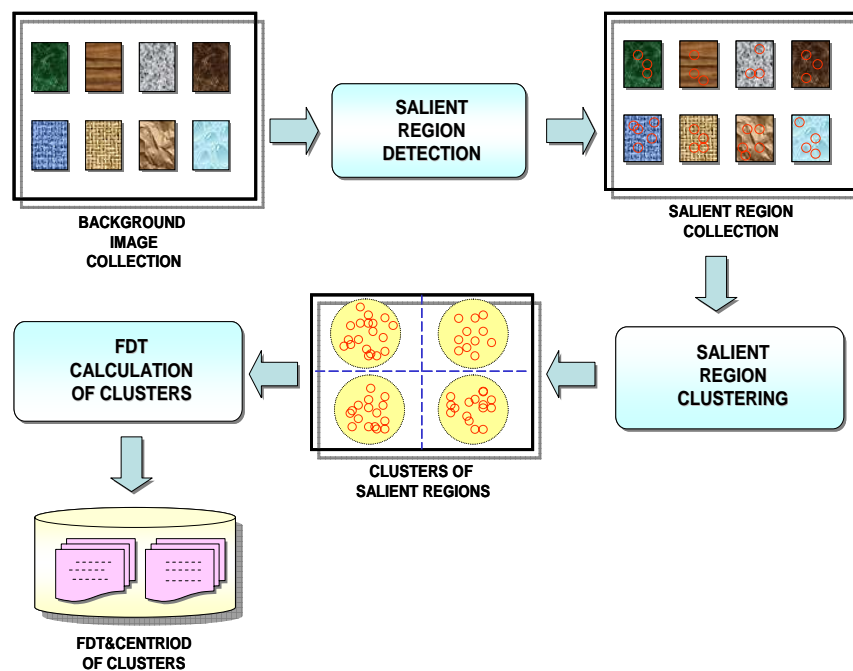 SALIENT
REGION
DETECTION
BACKGROUND
IMAGE
COLLECTION
SALIENT REGION
COLLECTION
FDT
CALCULATION
OF CLUSTERS
SALIENT
REGION
CLUSTERING
CLUSTERS OF
SALIENT REGIONS
FDT&CENTRIOD
OF CLUSTERS